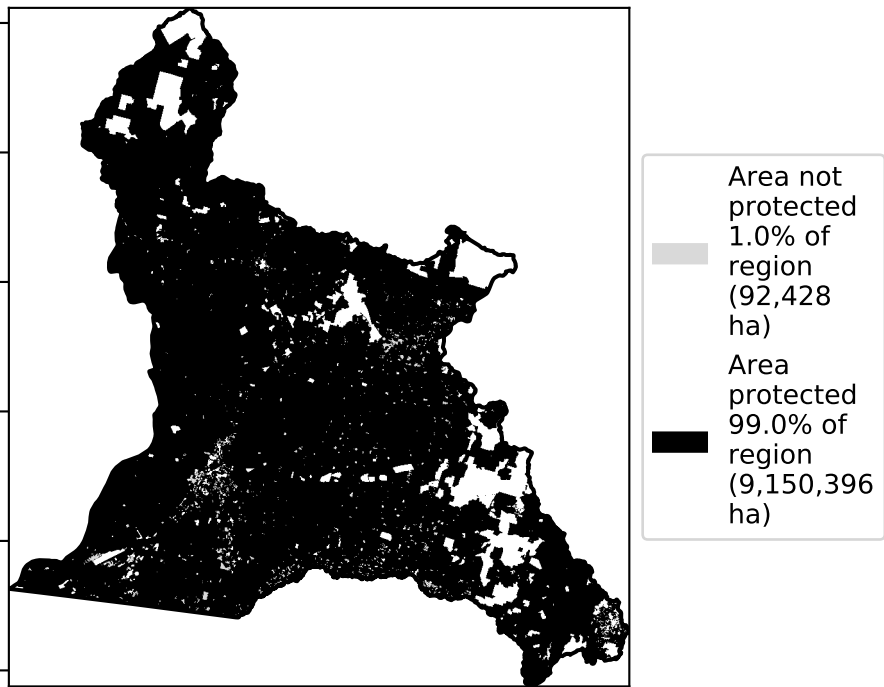 Area not
protected
1.0% of
region
(92,428
ha)
Area
protected
99.0% of
region
(9,150,396
ha)